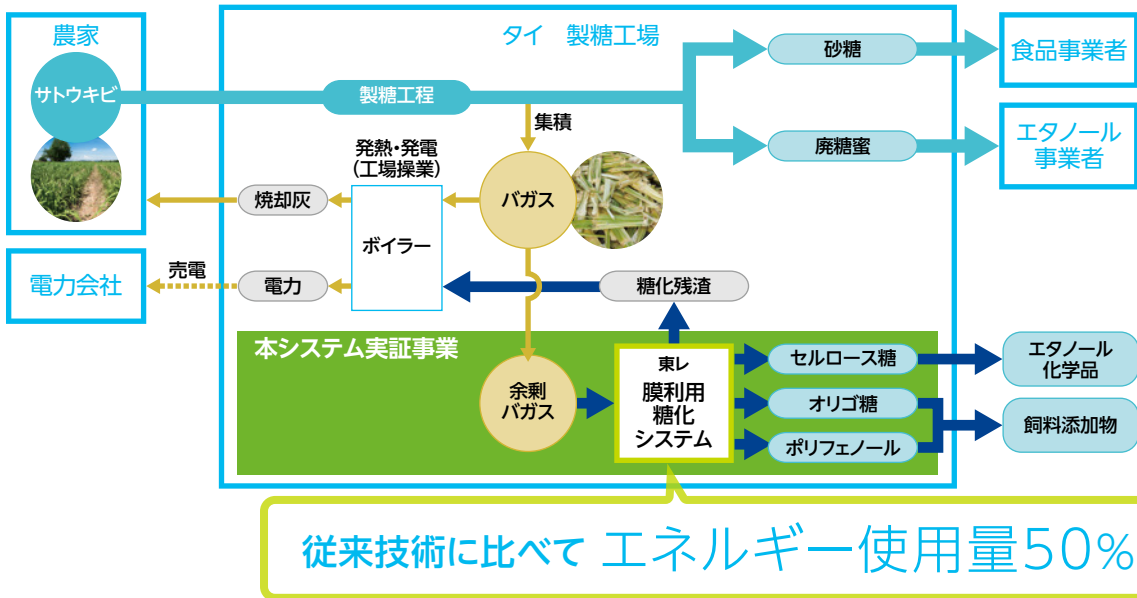 農家
サトウキビ
タイ 製糖工場
製糖工程
砂糖
食品事業者
廃糖蜜
エタノール
事業者
集積
発熱・発電
(工場操業)
バガス
焼却灰
ボイラー
電力会社
売電
電力
糖化残渣
本システム実証事業
余剰
バガス
東レ
膜利用
糖化
システム
セルロース糖
オリゴ糖
ポリフェノール
エタノール
化学品
飼料添加物
従来技術に比べて エネルギー使用量50%